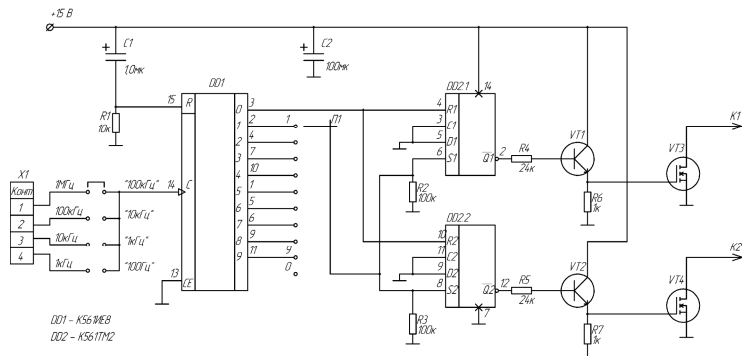 +15 В
C1
1,0мк
C2
100мк
DD1
R1
10к
15
R
0
3
1
2
2
4
3
7
4
10
5
1
6
5
7
6
8
9
9
11
14
C
13
CE
1
П1
9
0
X1
Конт
1
2
3
4
1МГц
"100кГц"
100кГц
"10кГц"
10кГц
"1кГц"
1кГц
"100Гц"
DD2.1
14
4
R1
3
C1
5
D1
6
S1
Q1
2
R4
24к
R2
100к
VT1
R6
1к
VT3
К1
DD2.2
10
R2
11
C2
9
D2
8
S2
Q2
12
7
R5
24к
R3
100к
VT2
R7
1к
VT4
К2
DD1 - К561ИЕ8
DD2 - К561ТМ2